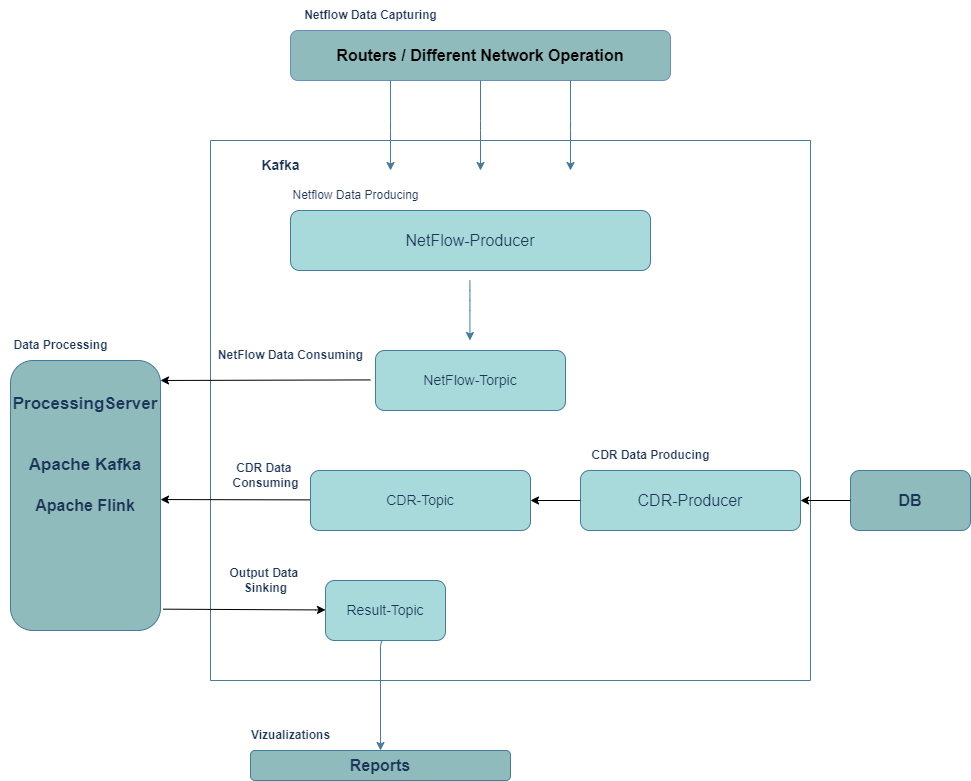 Netflow Data Capturing
Routers / Different Network Operation
Kafka
Netflow Data Producing
NetFlow-Producer
Data Processing
NetFlow Data Consuming
NetFlow-Torpic
ProcessingServer
Apache Kafka
Apache Flink
CDR Data
Consuming
CDR-Topic
CDR Data Producing
CDR-Producer
DB
Output Data
Sinking
Result-Topic
Vizualizations
Reports